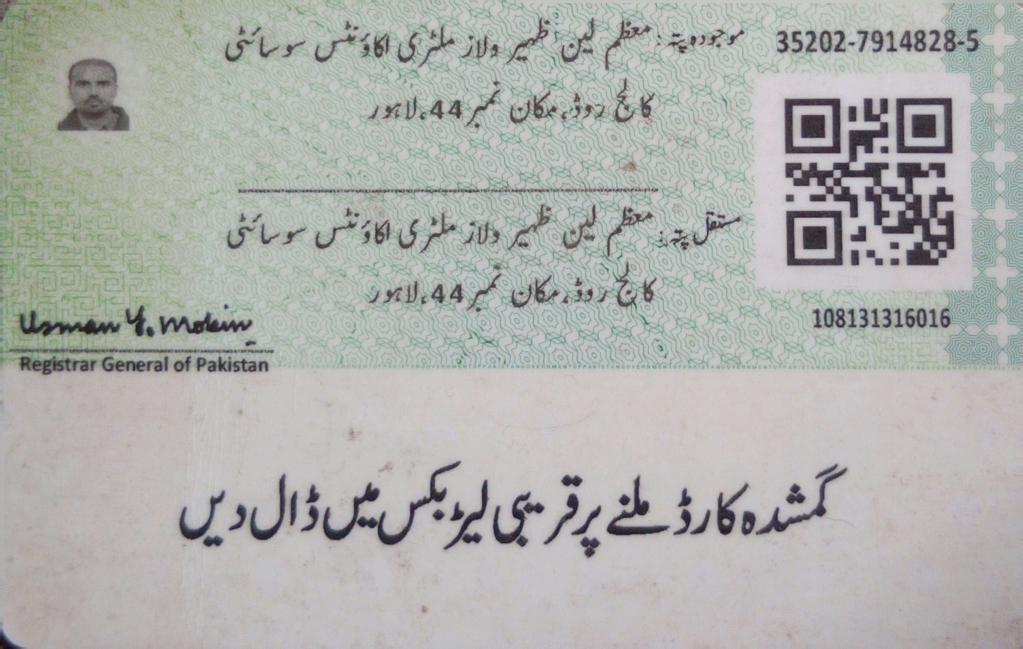 موجودہ پتہ: معظم لین ظہیر ولاز ملٹری اکاؤنٹس سوسائٹی
کالج روڈ، مکان نمبر 44، لاہور
35202-7914828-5
مستقل پتہ: معظم لین ظہیر ولاز ملٹری اکاؤنٹس سوسائٹی
کالج روڈ، مکان نمبر 44، لاہور
108131316016
Usman Y. Mobin
Registrar General of Pakistan
گمشدہ کارڈ ملنے پر قریبی لیٹر بکس میں ڈال دیں